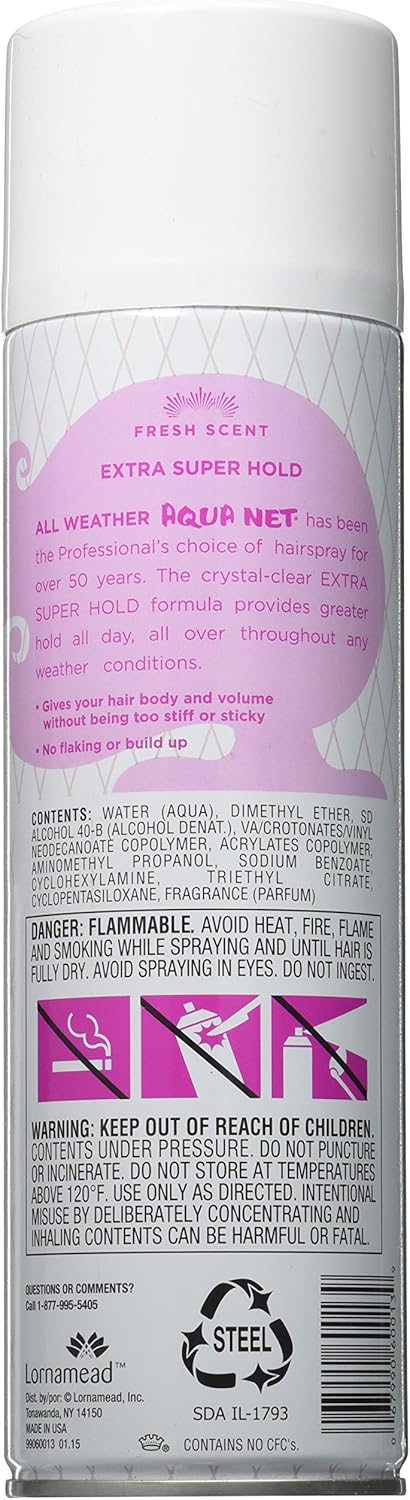 FRESH SCENT
EXTRA SUPER HOLD
ALL WEATHER AQUA NET® has been
the Professional's choice of hairspray for
over 50 years. The crystal-clear EXTRA
SUPER HOLD formula provides greater
hold all day, all over throughout any
weather conditions.
• Gives your hair body and volume
without being too stiff or sticky
• No flaking or build up
CONTENTS: WATER (AQUA), DIMETHYL ETHER, SD
ALCOHOL 40-B (ALCOHOL DENAT.), VA/CROTONATES/VINYL
NEODECANOATE COPOLYMER, ACRYLATES COPOLYMER,
AMINOMETHYL PROPANOL, SODIUM BENZOATE,
CYCLOHEXYLAMINE, TRIETHYL CITRATE,
CYCLOPENTASILOXANE, FRAGRANCE (PARFUM)
DANGER: FLAMMABLE. AVOID HEAT, FIRE, FLAME
AND SMOKING WHILE SPRAYING AND UNTIL HAIR IS
FULLY DRY. AVOID SPRAYING IN EYES. DO NOT INGEST.
WARNING: KEEP OUT OF REACH OF CHILDREN.
CONTENTS UNDER PRESSURE. DO NOT PUNCTURE
OR INCINERATE. DO NOT STORE AT TEMPERATURES
ABOVE 120°F. USE ONLY AS DIRECTED. INTENTIONAL
MISUSE BY DELIBERATELY CONCENTRATING AND
INHALING CONTENTS CAN BE HARMFUL OR FATAL.
QUESTIONS OR COMMENTS?
Call 1-877-995-5405
Lornamead™
Dist. by/por: © Lornamead, Inc.
Tonawanda, NY 14150
MADE IN USA
99060013 01.15
STEEL
SDA IL-1793
CONTAINS NO CFC's.